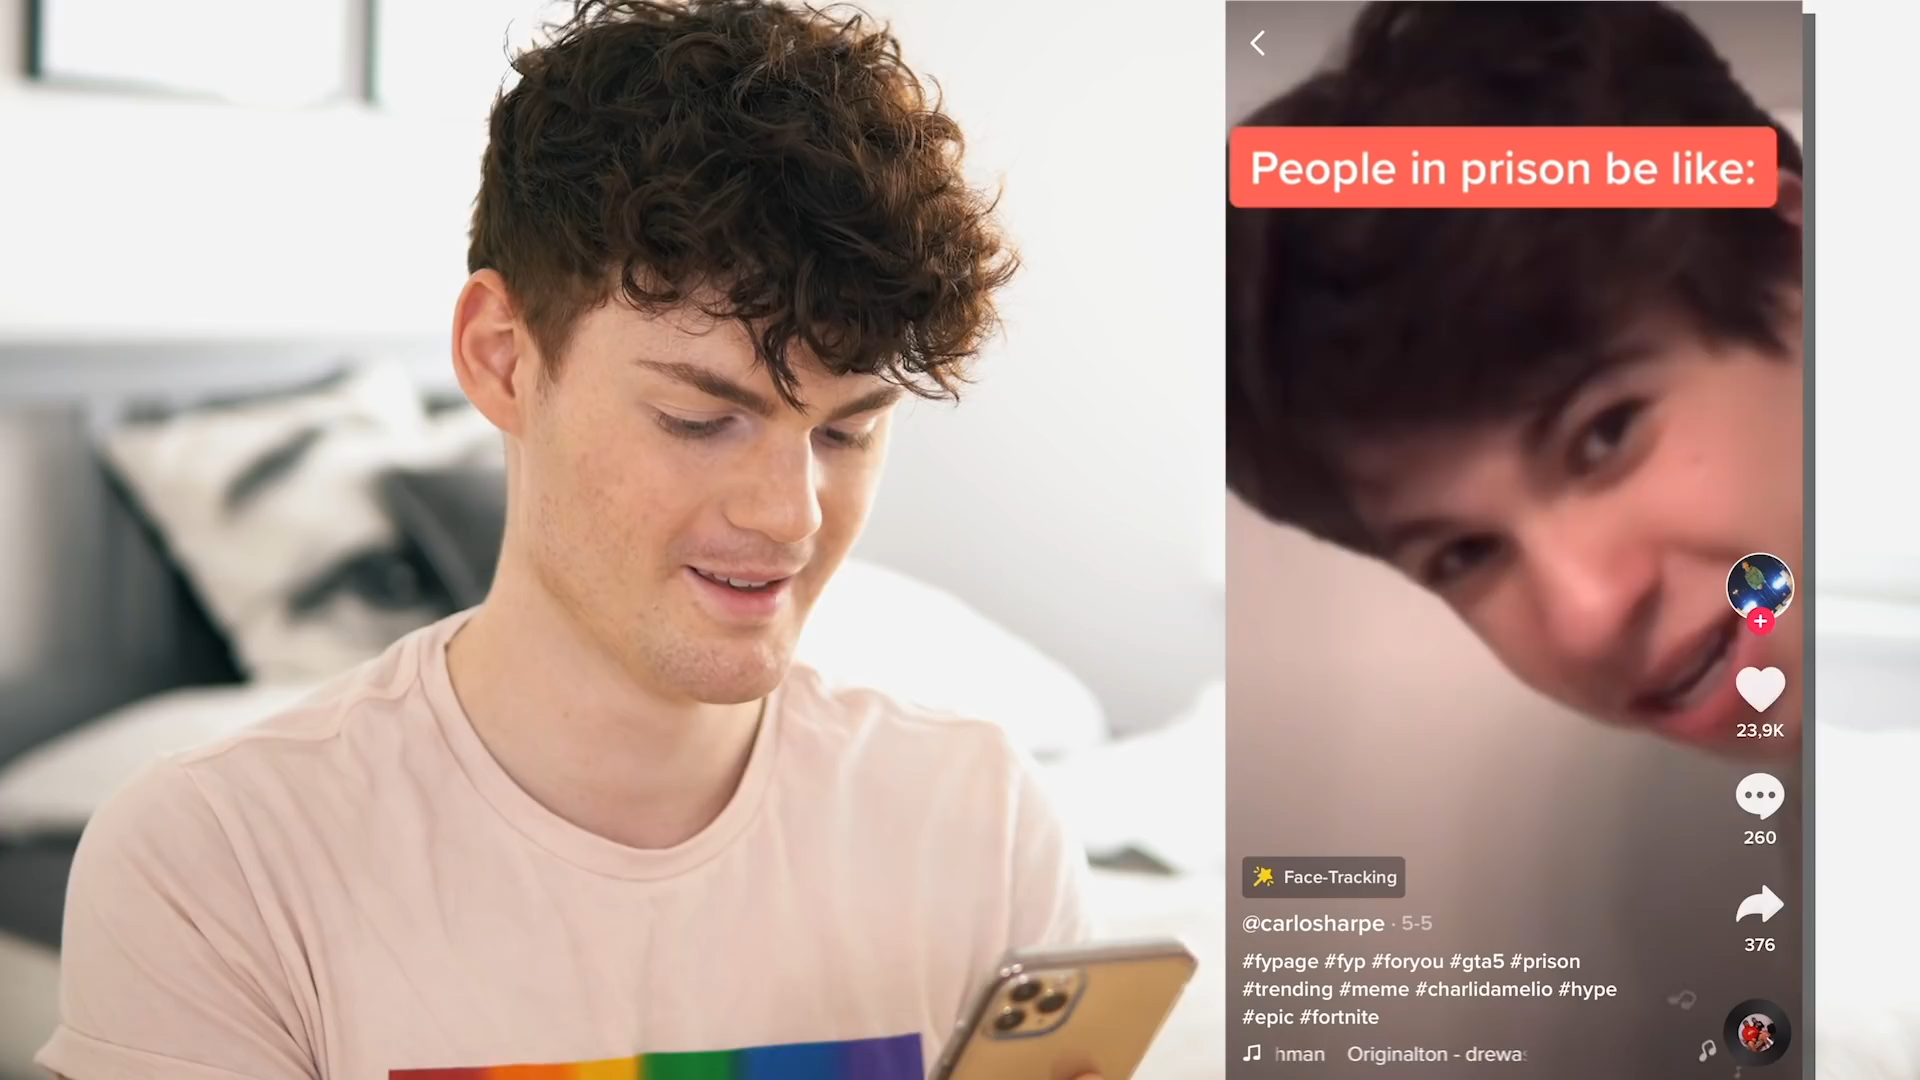 People in prison be like:
23,9K
260
376
Face-Tracking
@carlosharpe · 5-5
#fypage #fyp #foryou #gta5 #prison
#trending #meme #charlidamelio #hype
#epic #fortnite
hman Originalton - drewa